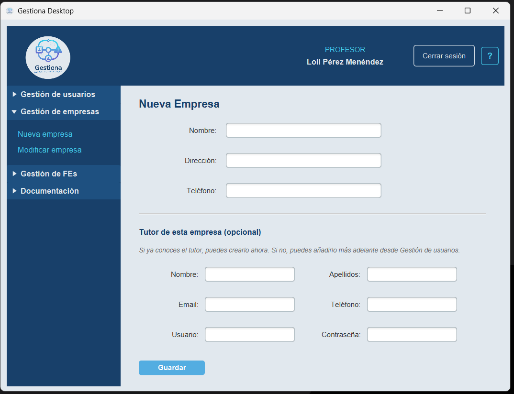 Gestiona Desktop
Gestiona
PROFESOR
Loli Pérez Menéndez
Cerrar sesión
?
Gestión de usuarios
Gestión de empresas
Nueva empresa
Modificar empresa
Gestión de FEs
Documentación
Nueva Empresa
Nombre:
Dirección:
Teléfono:
Tutor de esta empresa (opcional)
Si ya conoces el tutor, puedes crearlo ahora. Si no, puedes añadirlo más adelante desde Gestión de usuarios.
Nombre:
Apellidos:
Email:
Teléfono:
Usuario:
Contraseña:
Guardar